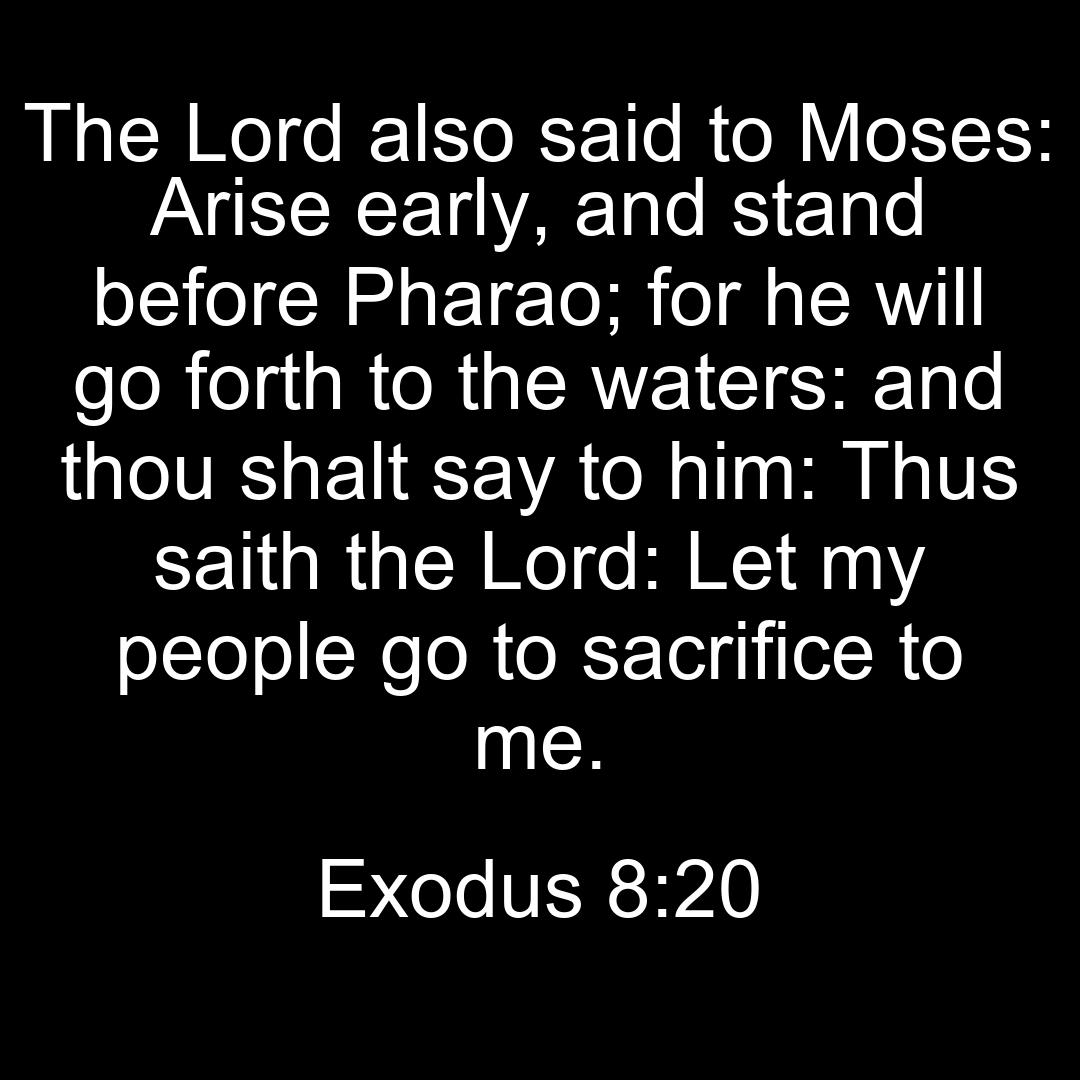 The Lord also said to Moses:
Arise early, and stand
before Pharao; for he will
go forth to the waters: and
thou shalt say to him: Thus
saith the Lord: Let my
people go to sacrifice to
me.
Exodus 8:20